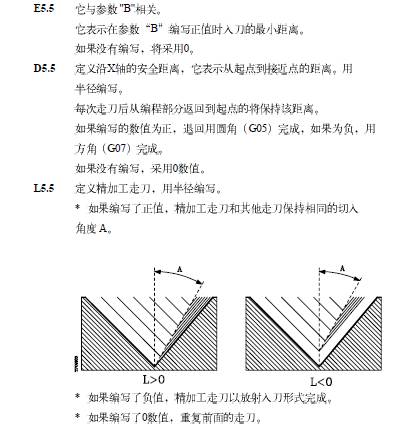 E5.5 它与参数"B"相关。
它表示在参数“B”编写正值时入刀的最小距离。
如果没有编写，将采用0。
D5.5 定义沿X轴的安全距离，它表示从起点到接近点的距离。用
半径编写。
每次走刀后从编程部分返回到起点的将保持该距离。
如果编写的数值为正，退回用圆角（G05）完成，如果为负，用
方角（G07）完成。
如果没有编写，采用0数值。
L5.5 定义精加工走刀，用半径编写。
* 如果编写了正值，精加工走刀和其他走刀保持相同的切入
角度 A。
A A
L>0 L<0
* 如果编写了负值，精加工走刀以放射入刀形式完成。
* 如果编写了0数值，重复前面的走刀。